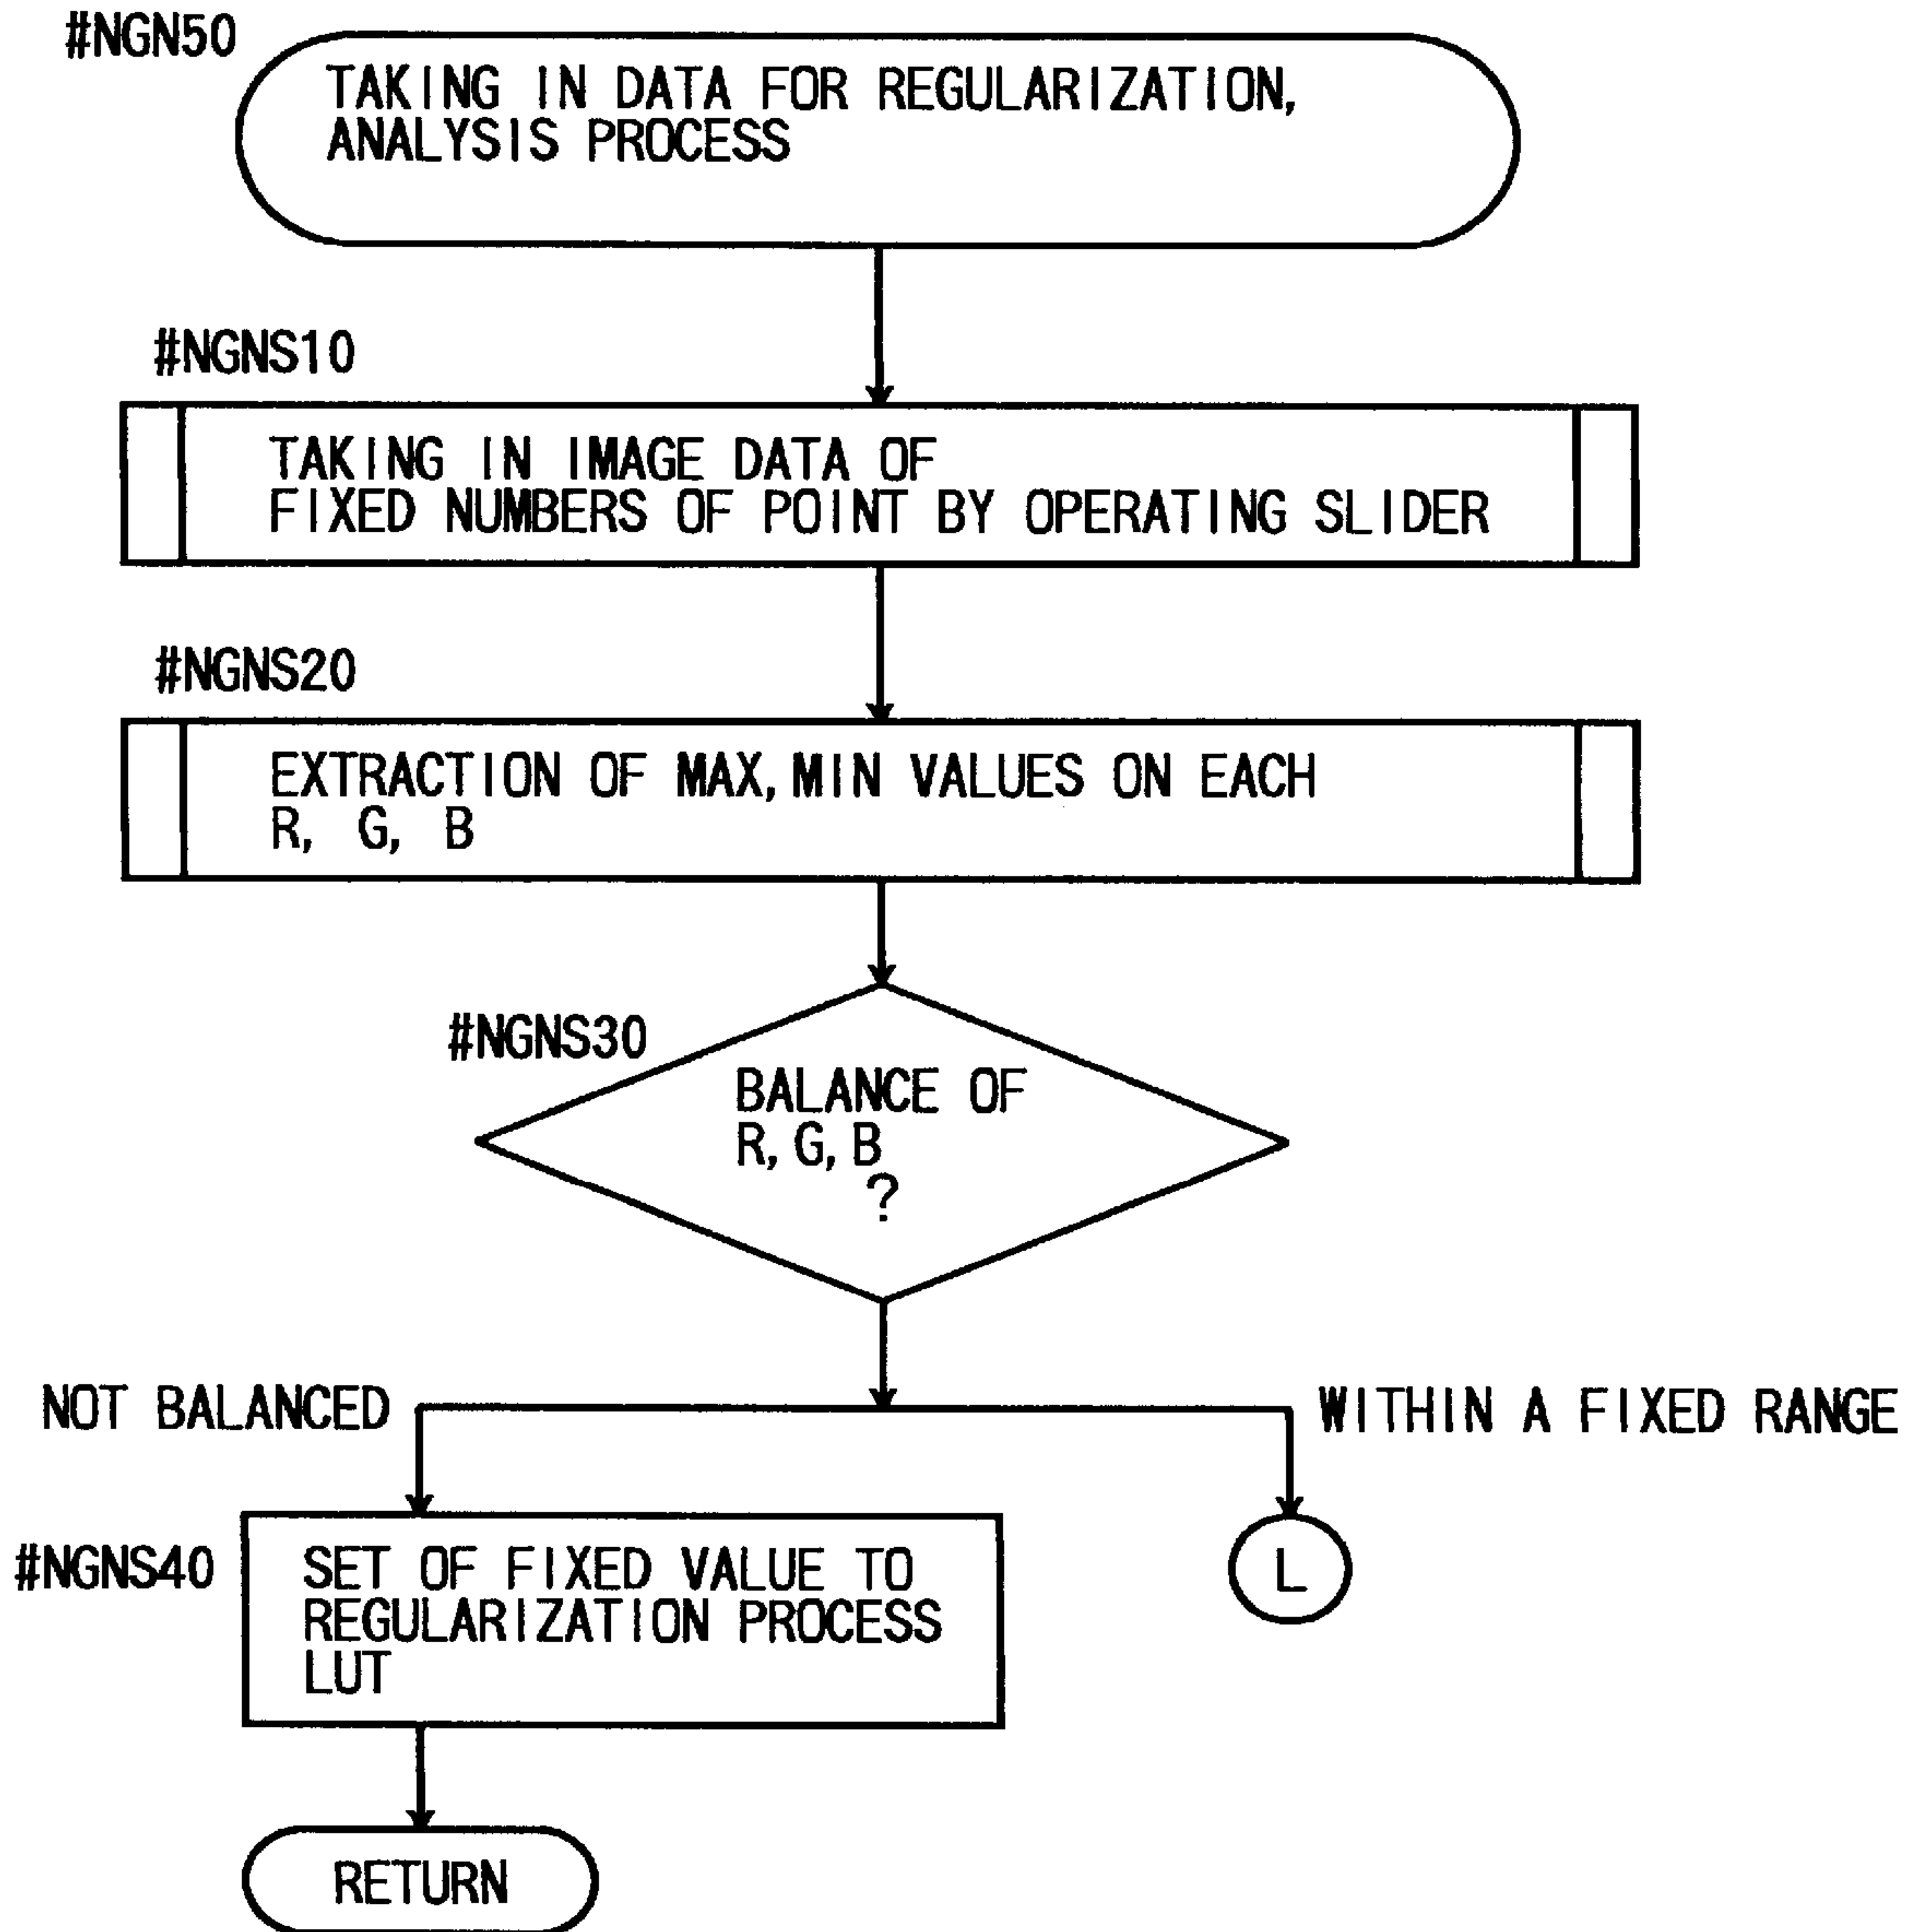 #NGN50
TAKING IN DATA FOR REGULARIZATION,
ANALYSIS PROCESS
#NGNS10
TAKING IN IMAGE DATA OF
FIXED NUMBERS OF POINT BY OPERATING SLIDER
#NGNS20
EXTRACTION OF MAX, MIN VALUES ON EACH
R, G, B
#NGNS30
BALANCE OF
R, G, B
?
NOT BALANCED
WITHIN A FIXED RANGE
#NGNS40
SET OF FIXED VALUE TO
REGULARIZATION PROCESS
LUT
L
RETURN